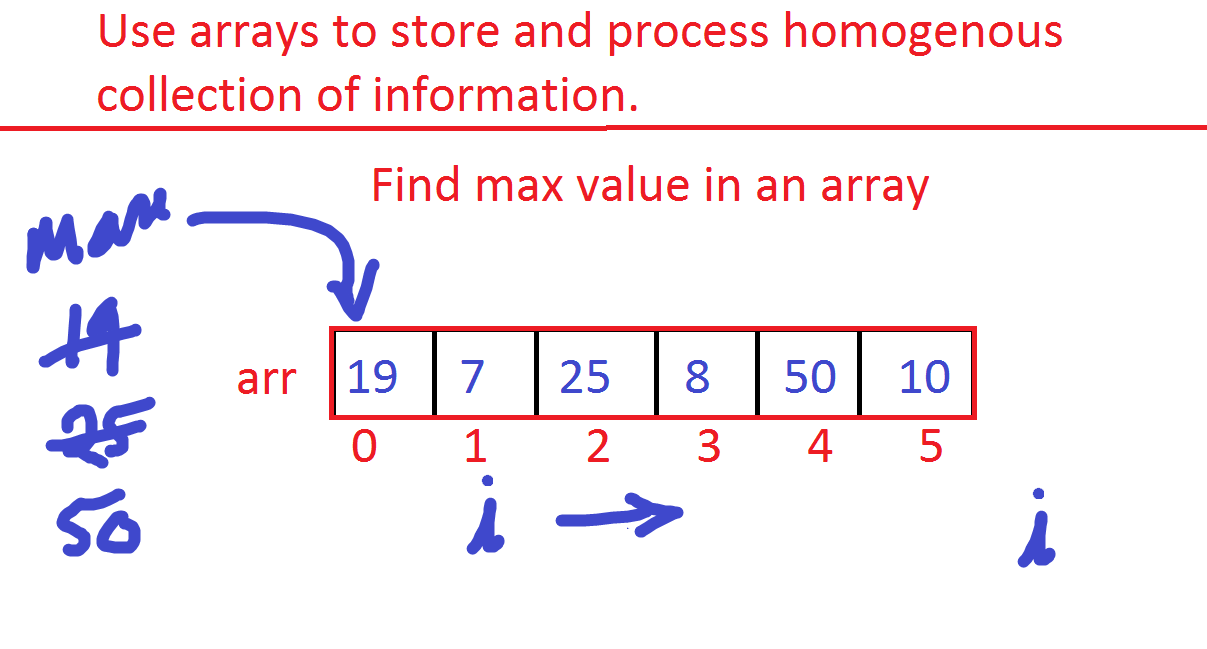 Use arrays to store and process homogenous
collection of information.
Find max value in an array
max
19
25
50
arr 19 7 25 8 50 10
0 1 2 3 4 5
i i